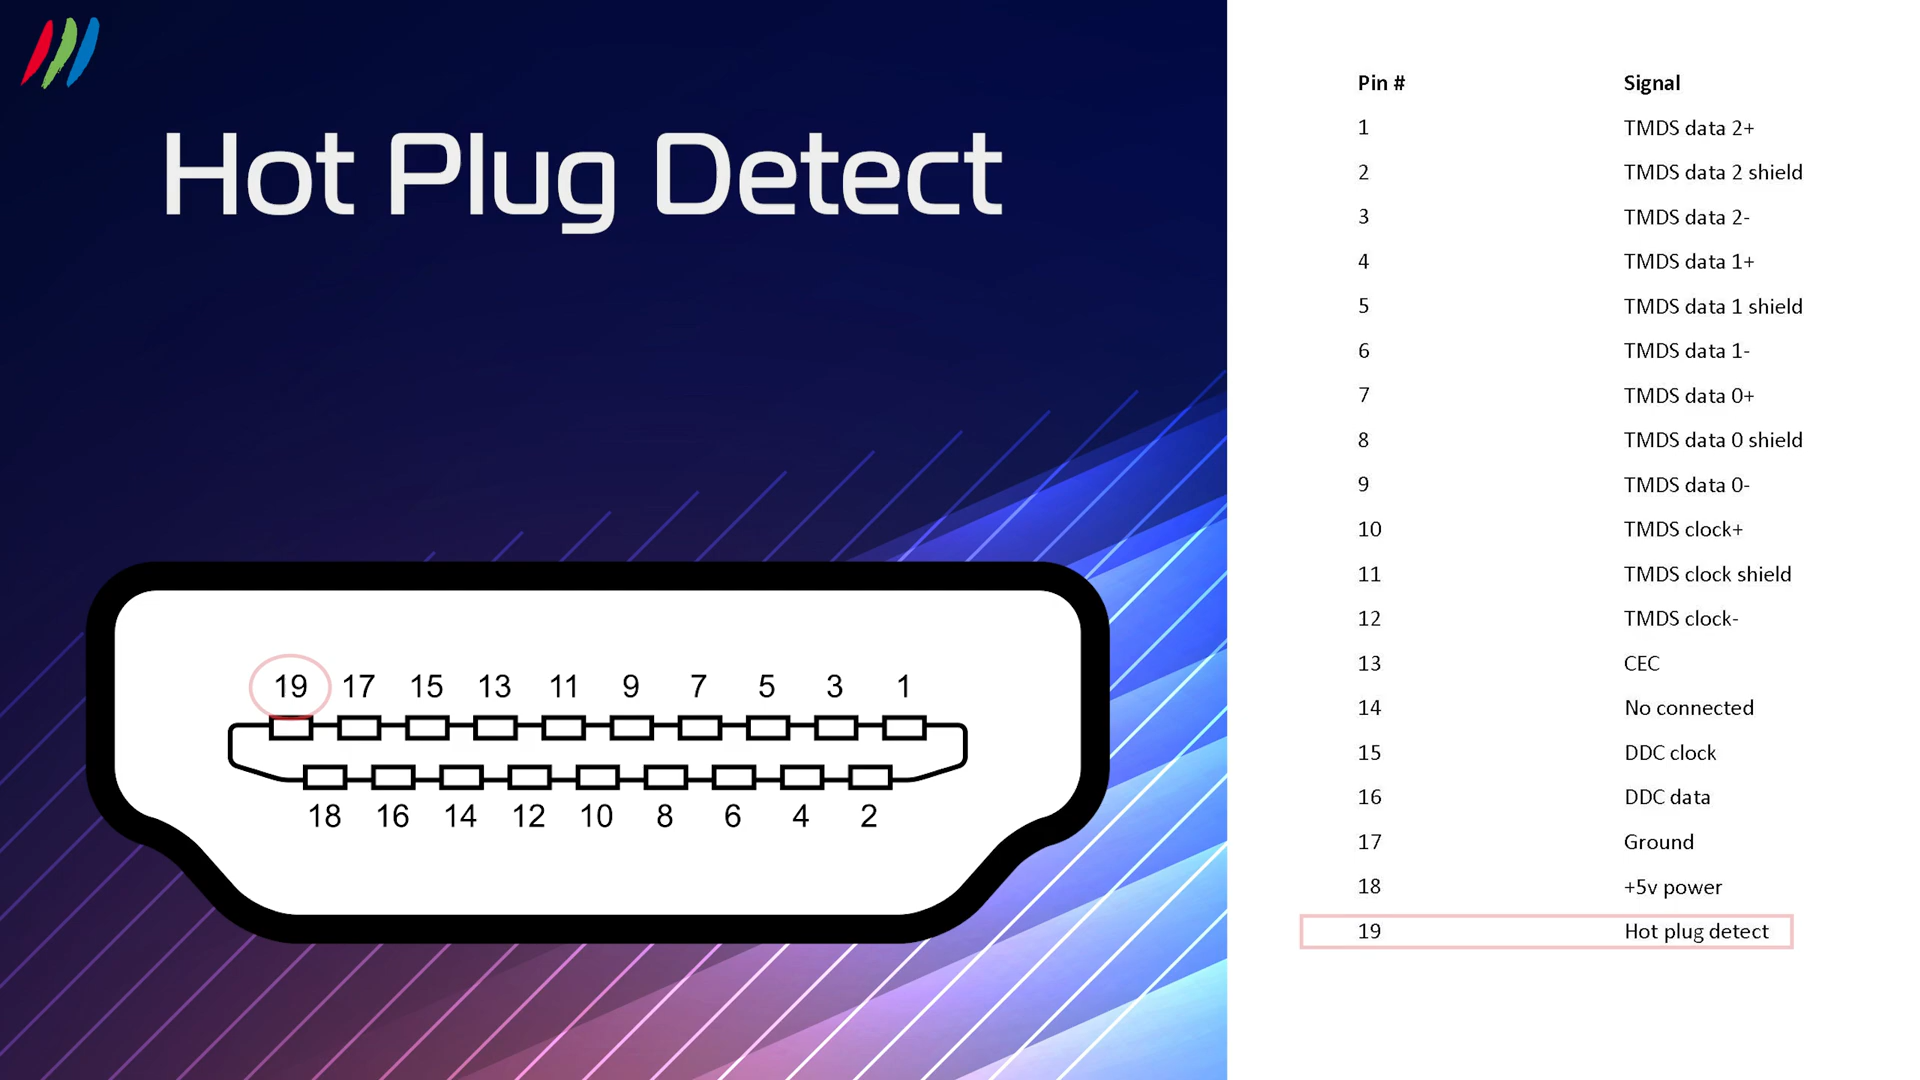 Hot Plug Detect
19 17 15 13 11 9 7 5 3 1
18 16 14 12 10 8 6 4 2
Pin # Signal
1 TMDS data 2+
2 TMDS data 2 shield
3 TMDS data 2-
4 TMDS data 1+
5 TMDS data 1 shield
6 TMDS data 1-
7 TMDS data 0+
8 TMDS data 0 shield
9 TMDS data 0-
10 TMDS clock+
11 TMDS clock shield
12 TMDS clock-
13 CEC
14 No connected
15 DDC clock
16 DDC data
17 Ground
18 +5v power
19 Hot plug detect